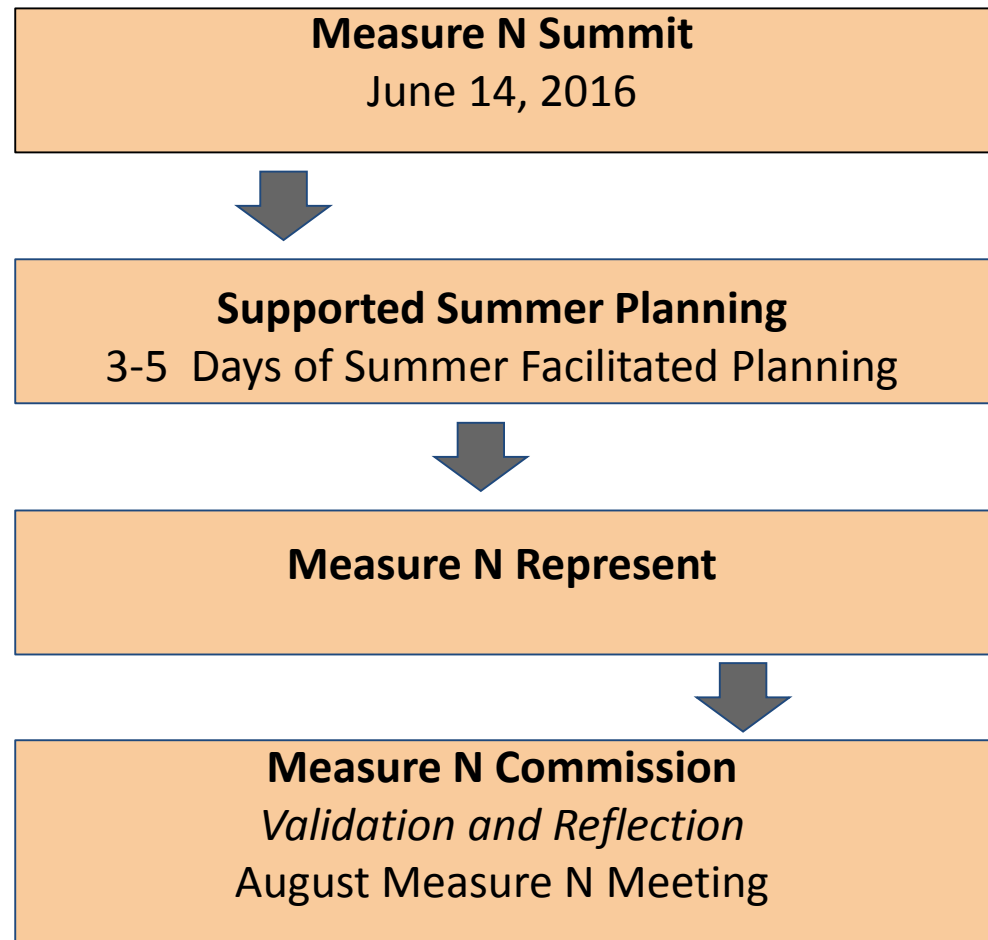 Measure N Summit
June 14, 2016
Supported Summer Planning
3-5 Days of Summer Facilitated Planning
Measure N Represent
Measure N Commission
Validation and Reflection
August Measure N Meeting